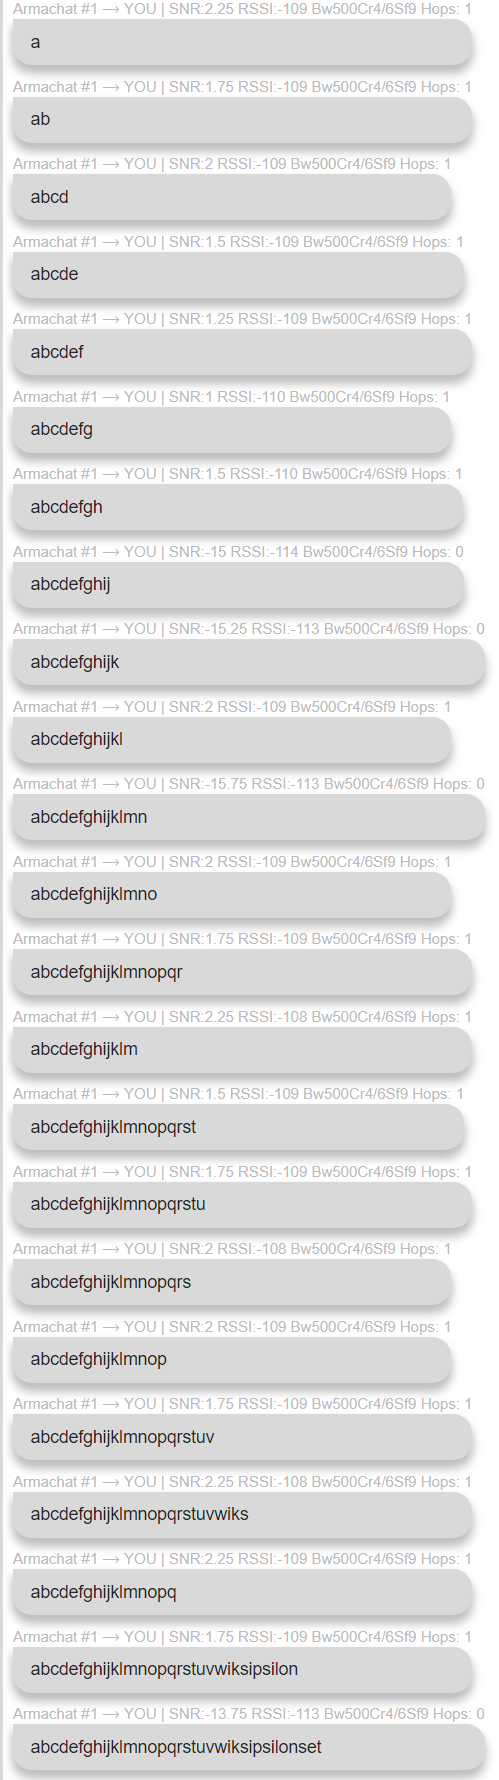 Armachat #1 → YOU | SNR:2.25 RSSI:-109 Bw500Cr4/6Sf9 Hops: 1
a
Armachat #1 → YOU | SNR:1.75 RSSI:-109 Bw500Cr4/6Sf9 Hops: 1
ab
Armachat #1 → YOU | SNR:2 RSSI:-109 Bw500Cr4/6Sf9 Hops: 1
abcd
Armachat #1 → YOU | SNR:1.5 RSSI:-109 Bw500Cr4/6Sf9 Hops: 1
abcde
Armachat #1 → YOU | SNR:1.25 RSSI:-109 Bw500Cr4/6Sf9 Hops: 1
abcdef
Armachat #1 → YOU | SNR:1 RSSI:-110 Bw500Cr4/6Sf9 Hops: 1
abcdefg
Armachat #1 → YOU | SNR:1.5 RSSI:-110 Bw500Cr4/6Sf9 Hops: 1
abcdefgh
Armachat #1 → YOU | SNR:-15 RSSI:-114 Bw500Cr4/6Sf9 Hops: 0
abcdefghij
Armachat #1 → YOU | SNR:-15.25 RSSI:-113 Bw500Cr4/6Sf9 Hops: 0
abcdefghijk
Armachat #1 → YOU | SNR:2 RSSI:-109 Bw500Cr4/6Sf9 Hops: 1
abcdefghijkl
Armachat #1 → YOU | SNR:-15.75 RSSI:-113 Bw500Cr4/6Sf9 Hops: 0
abcdefghijklmn
Armachat #1 → YOU | SNR:2 RSSI:-109 Bw500Cr4/6Sf9 Hops: 1
abcdefghijklmno
Armachat #1 → YOU | SNR:1.75 RSSI:-109 Bw500Cr4/6Sf9 Hops: 1
abcdefghijklmnopqr
Armachat #1 → YOU | SNR:2.25 RSSI:-108 Bw500Cr4/6Sf9 Hops: 1
abcdefghijklm
Armachat #1 → YOU | SNR:1.5 RSSI:-109 Bw500Cr4/6Sf9 Hops: 1
abcdefghijklmnopqrst
Armachat #1 → YOU | SNR:1.75 RSSI:-109 Bw500Cr4/6Sf9 Hops: 1
abcdefghijklmnopqrstu
Armachat #1 → YOU | SNR:2 RSSI:-108 Bw500Cr4/6Sf9 Hops: 1
abcdefghijklmnopqrs
Armachat #1 → YOU | SNR:2 RSSI:-109 Bw500Cr4/6Sf9 Hops: 1
abcdefghijklmnop
Armachat #1 → YOU | SNR:1.75 RSSI:-109 Bw500Cr4/6Sf9 Hops: 1
abcdefghijklmnopqrstuv
Armachat #1 → YOU | SNR:2.25 RSSI:-108 Bw500Cr4/6Sf9 Hops: 1
abcdefghijklmnopqrstuvwiks
Armachat #1 → YOU | SNR:2.25 RSSI:-109 Bw500Cr4/6Sf9 Hops: 1
abcdefghijklmnopq
Armachat #1 → YOU | SNR:1.75 RSSI:-109 Bw500Cr4/6Sf9 Hops: 1
abcdefghijklmnopqrstuvwiksipsilon
Armachat #1 → YOU | SNR:-13.75 RSSI:-113 Bw500Cr4/6Sf9 Hops: 0
abcdefghijklmnopqrstuvwiksipsilonset